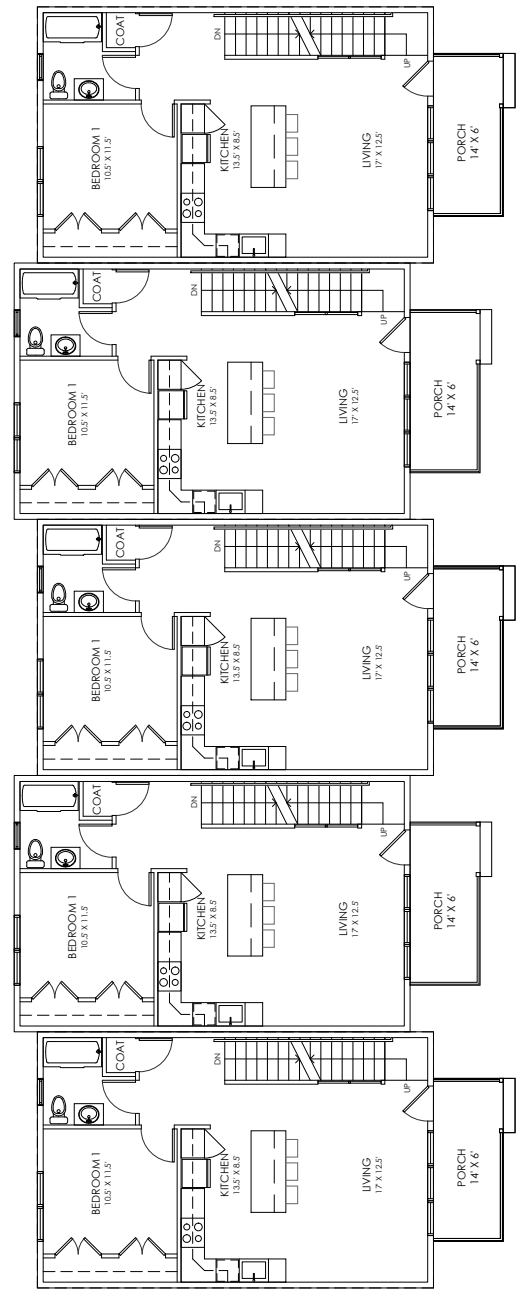 COAT
DN
UP
BEDROOM 1
10.5' X 11.5'
KITCHEN
13.5' X 8.5'
LIVING
17' X 12.5'
PORCH
14' X 6'
COAT
DN
UP
BEDROOM 1
10.5' X 11.5'
KITCHEN
13.5' X 8.5'
LIVING
17' X 12.5'
PORCH
14' X 6'
COAT
DN
UP
BEDROOM 1
10.5' X 11.5'
KITCHEN
13.5' X 8.5'
LIVING
17' X 12.5'
PORCH
14' X 6'
COAT
DN
UP
BEDROOM 1
10.5' X 11.5'
KITCHEN
13.5' X 8.5'
LIVING
17' X 12.5'
PORCH
14' X 6'
COAT
DN
UP
BEDROOM 1
10.5' X 11.5'
KITCHEN
13.5' X 8.5'
LIVING
17' X 12.5'
PORCH
14' X 6'